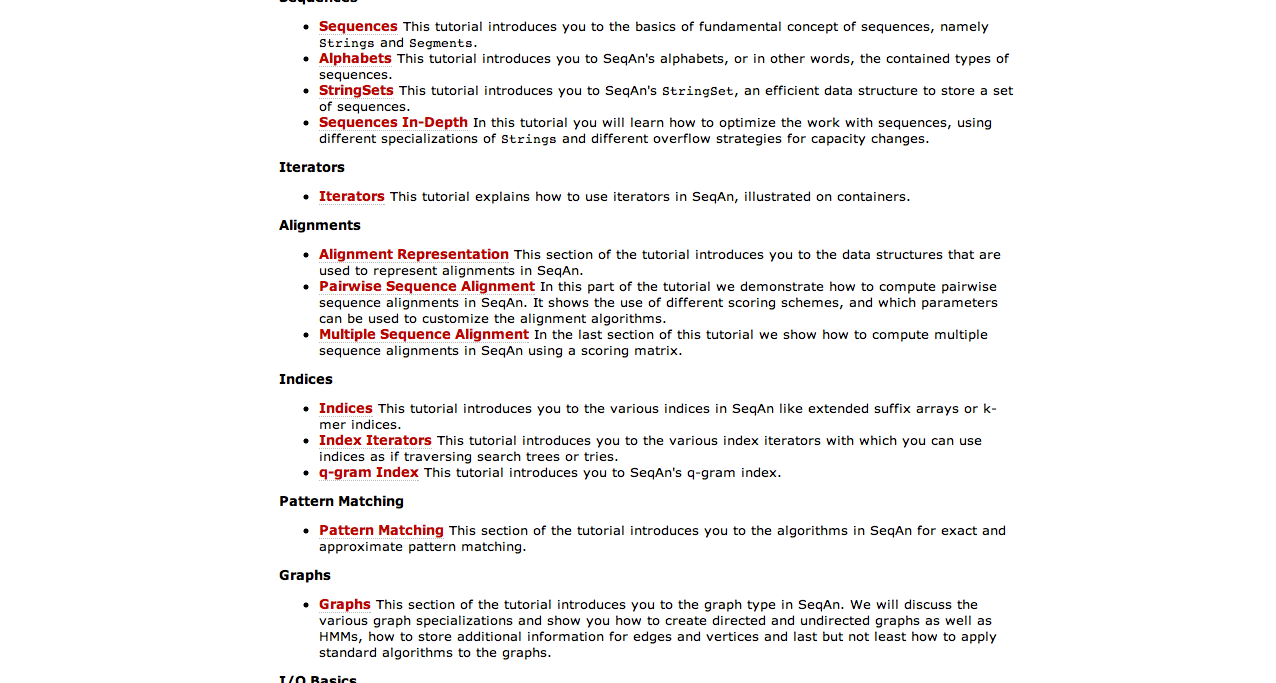 Sequences
Sequences This tutorial introduces you to the basics of fundamental concept of sequences, namely
Strings and Segments.
Alphabets This tutorial introduces you to SeqAn's alphabets, or in other words, the contained types of
sequences.
StringSets This tutorial introduces you to SeqAn's StringSet, an efficient data structure to store a set
of sequences.
Sequences In-Depth In this tutorial you will learn how to optimize the work with sequences, using
different specializations of Strings and different overflow strategies for capacity changes.
Iterators
Iterators This tutorial explains how to use iterators in SeqAn, illustrated on containers.
Alignments
Alignment Representation This section of the tutorial introduces you to the data structures that are
used to represent alignments in SeqAn.
Pairwise Sequence Alignment In this part of the tutorial we demonstrate how to compute pairwise
sequence alignments in SeqAn. It shows the use of different scoring schemes, and which parameters
can be used to customize the alignment algorithms.
Multiple Sequence Alignment In the last section of this tutorial we show how to compute multiple
sequence alignments in SeqAn using a scoring matrix.
Indices
Indices This tutorial introduces you to the various indices in SeqAn like extended suffix arrays or k-
mer indices.
Index Iterators This tutorial introduces you to the various index iterators with which you can use
indices as if traversing search trees or tries.
q-gram Index This tutorial introduces you to SeqAn's q-gram index.
Pattern Matching
Pattern Matching This section of the tutorial introduces you to the algorithms in SeqAn for exact and
approximate pattern matching.
Graphs
Graphs This section of the tutorial introduces you to the graph type in SeqAn. We will discuss the
various graph specializations and show you how to create directed and undirected graphs as well as
HMMs, how to store additional information for edges and vertices and last but not least how to apply
standard algorithms to the graphs.
I/O Basics